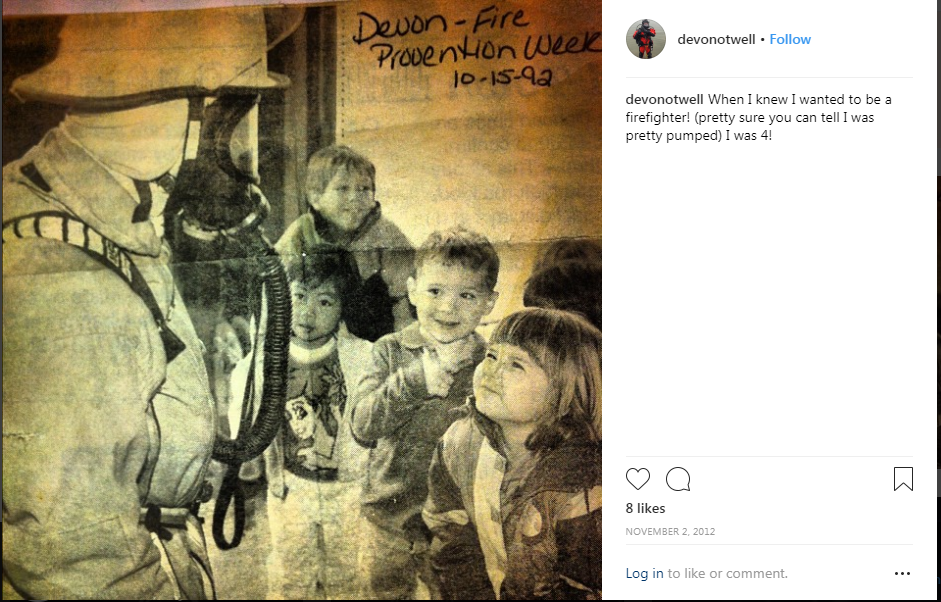 Devon - Fire
Provention Week
10-15-92
devonotwell • Follow
devonotwell When I knew I wanted to be a
firefighter! (pretty sure you can tell I was
pretty pumped) I was 4!
8 likes
NOVEMBER 2, 2012
Log in to like or comment.